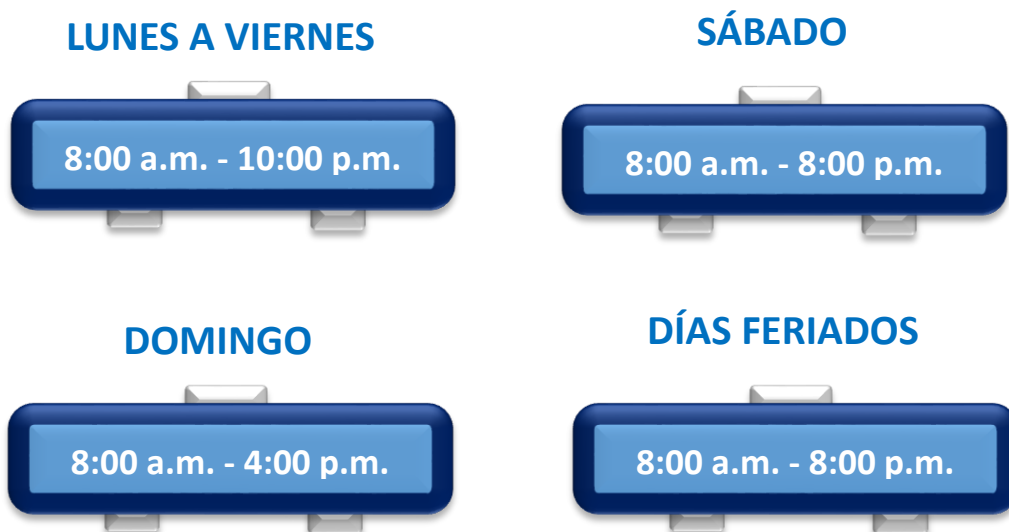 LUNES A VIERNES
8:00 a.m. - 10:00 p.m.
SÁBADO
8:00 a.m. - 8:00 p.m.
DOMINGO
8:00 a.m. - 4:00 p.m.
DÍAS FERIADOS
8:00 a.m. - 8:00 p.m.